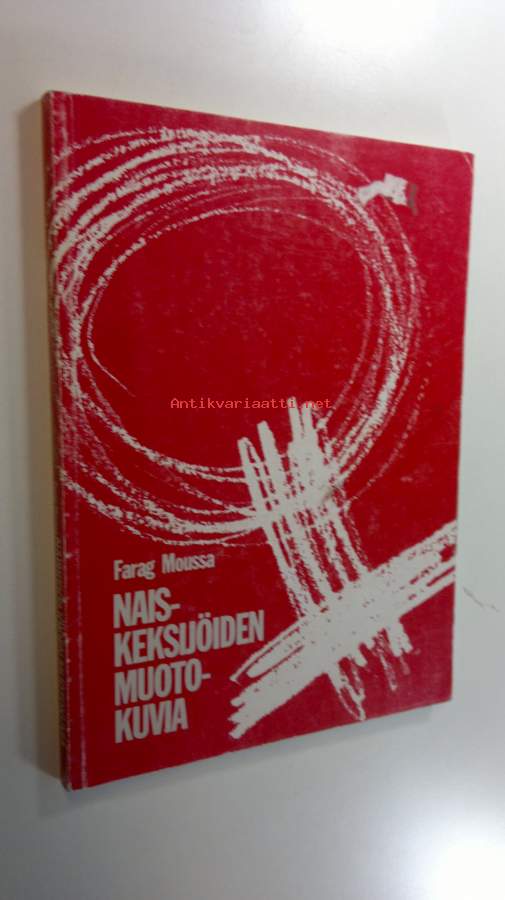 Antikvariaatti.net
Farag Moussa
NAIS-
KEKSIJÖIDEN
MUOTO-
KUVIA